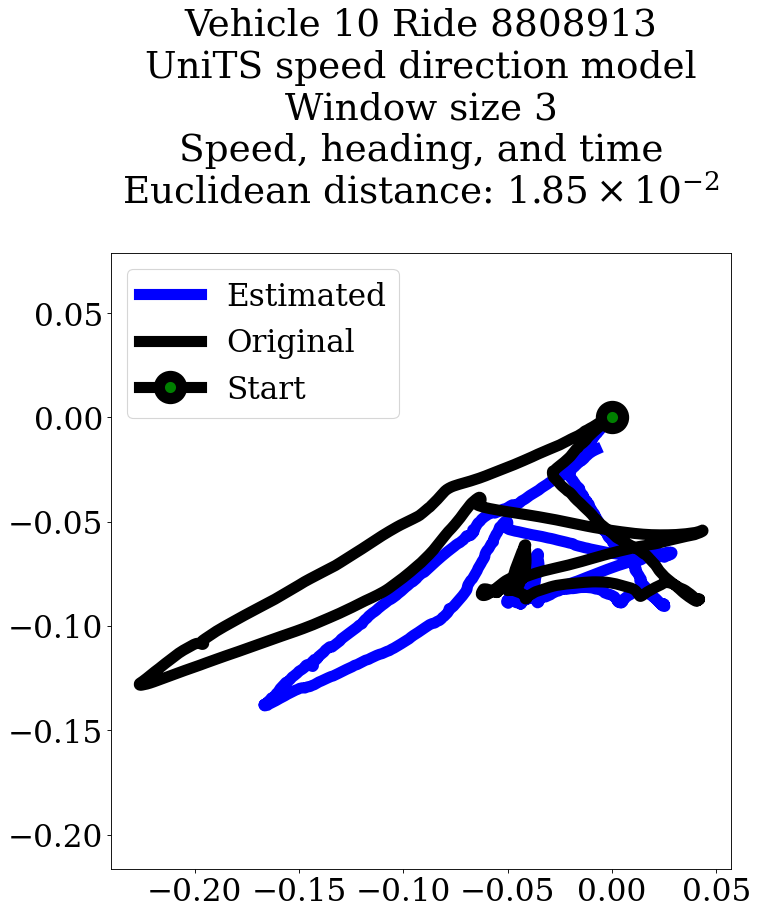 Vehicle 10 Ride 8808913
UniTS speed direction model
Window size 3
Speed, heading, and time
Euclidean distance: 1.85 × 10⁻²
Estimated
Original
Start
0.05
0.00
−0.05
−0.10
−0.15
−0.20
−0.20 −0.15 −0.10 −0.05 0.00 0.05